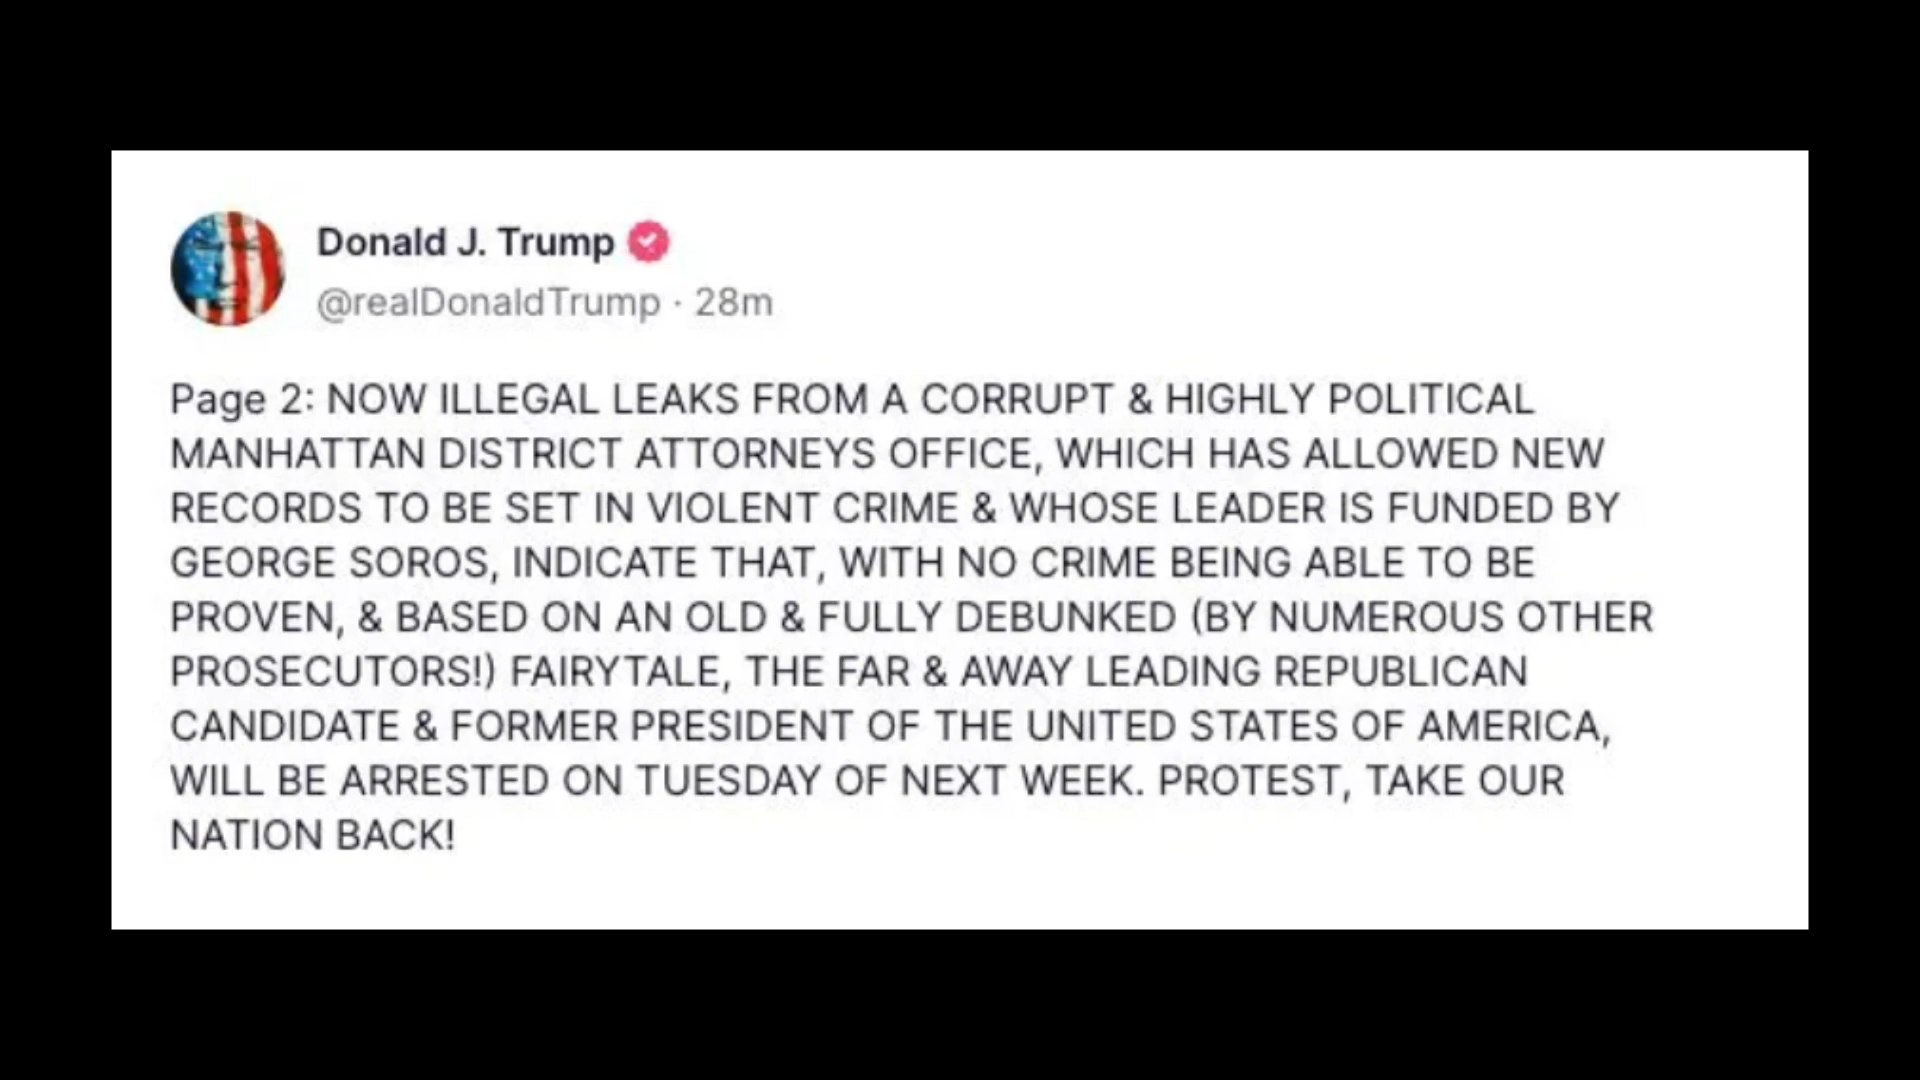 Donald J. Trump
@realDonaldTrump · 28m
Page 2: NOW ILLEGAL LEAKS FROM A CORRUPT & HIGHLY POLITICAL
MANHATTAN DISTRICT ATTORNEYS OFFICE, WHICH HAS ALLOWED NEW
RECORDS TO BE SET IN VIOLENT CRIME & WHOSE LEADER IS FUNDED BY
GEORGE SOROS, INDICATE THAT, WITH NO CRIME BEING ABLE TO BE
PROVEN, & BASED ON AN OLD & FULLY DEBUNKED (BY NUMEROUS OTHER
PROSECUTORS!) FAIRYTALE, THE FAR & AWAY LEADING REPUBLICAN
CANDIDATE & FORMER PRESIDENT OF THE UNITED STATES OF AMERICA,
WILL BE ARRESTED ON TUESDAY OF NEXT WEEK. PROTEST, TAKE OUR
NATION BACK!